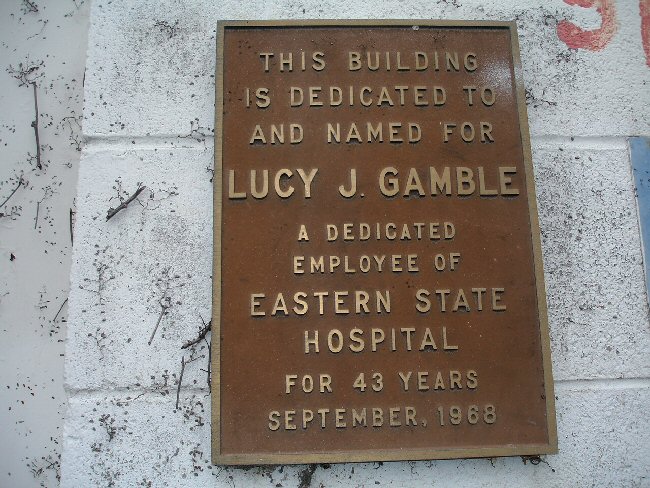 THIS BUILDING
IS DEDICATED TO
AND NAMED FOR
LUCY J. GAMBLE
A DEDICATED
EMPLOYEE OF
EASTERN STATE
HOSPITAL
FOR 43 YEARS
SEPTEMBER, 1968